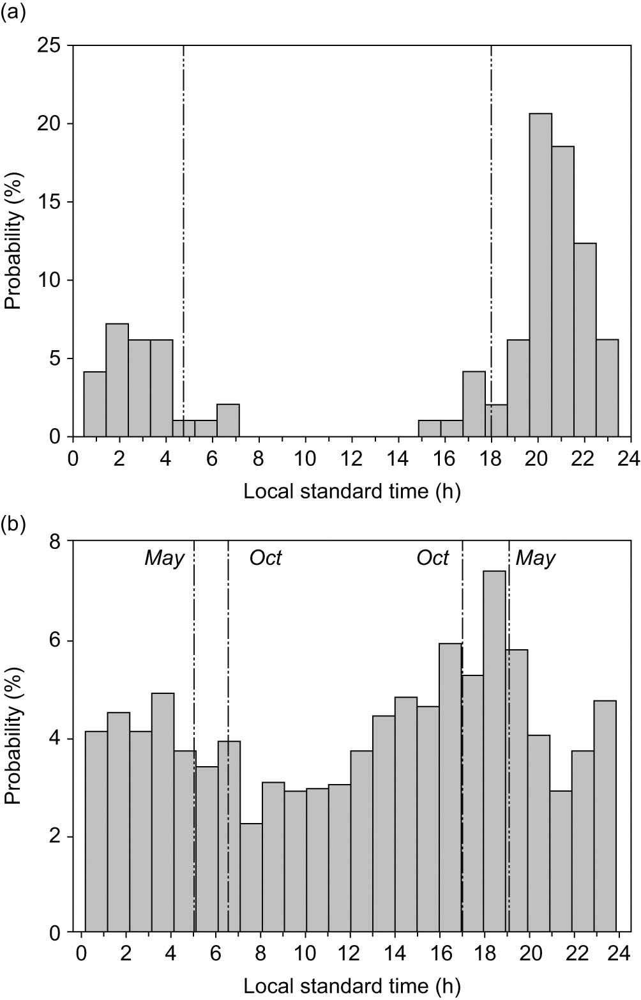 (a)
25
20
15
10
5
0
Probability (%)
0 2 4 6 8 10 12 14 16 18 20 22 24
Local standard time (h)
(b)
May Oct Oct May
8
6
4
2
0
Probability (%)
0 2 4 6 8 10 12 14 16 18 20 22 24
Local standard time (h)